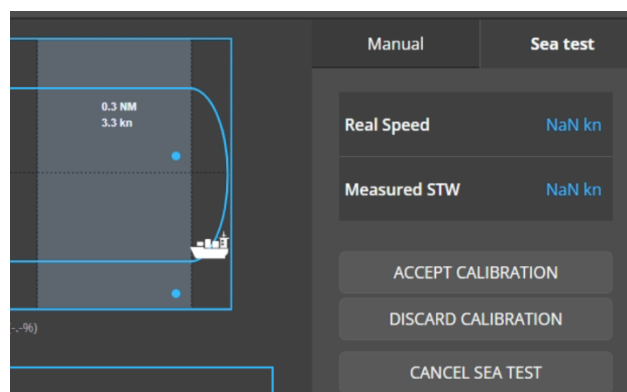 Manual
Sea test
0.3 NM
3.3 kn
Real Speed
NaN kn
Measured STW
NaN kn
ACCEPT CALIBRATION
DISCARD CALIBRATION
CANCEL SEA TEST
-.-%)